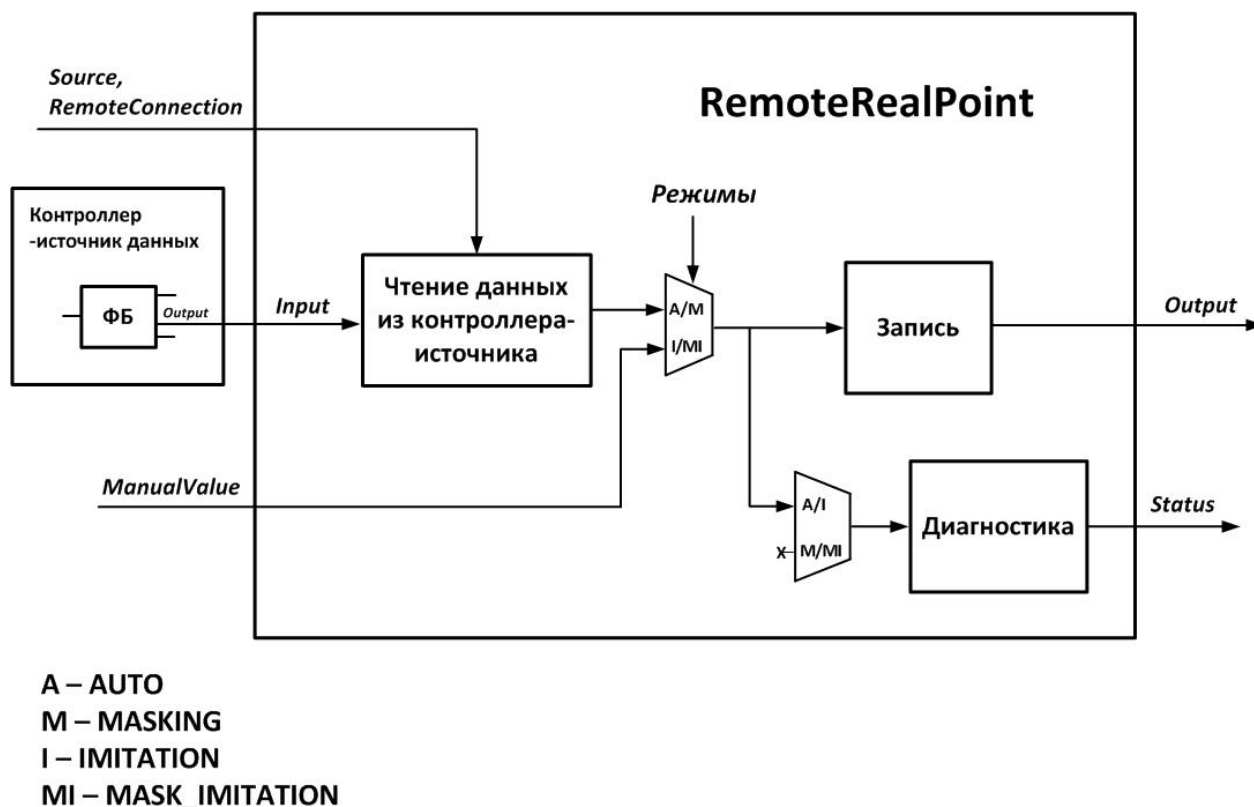 Source,
RemoteConnection
RemoteRealPoint
Контроллер
-источник данных
ФБ
Output
Input
Чтение данных
из контроллера-
источника
Режимы
A/M
I/MI
Запись
Output
ManualValue
A/I
X
M/MI
Диагностика
Status
A – AUTO
M – MASKING
I – IMITATION
MI – MASK_IMITATION